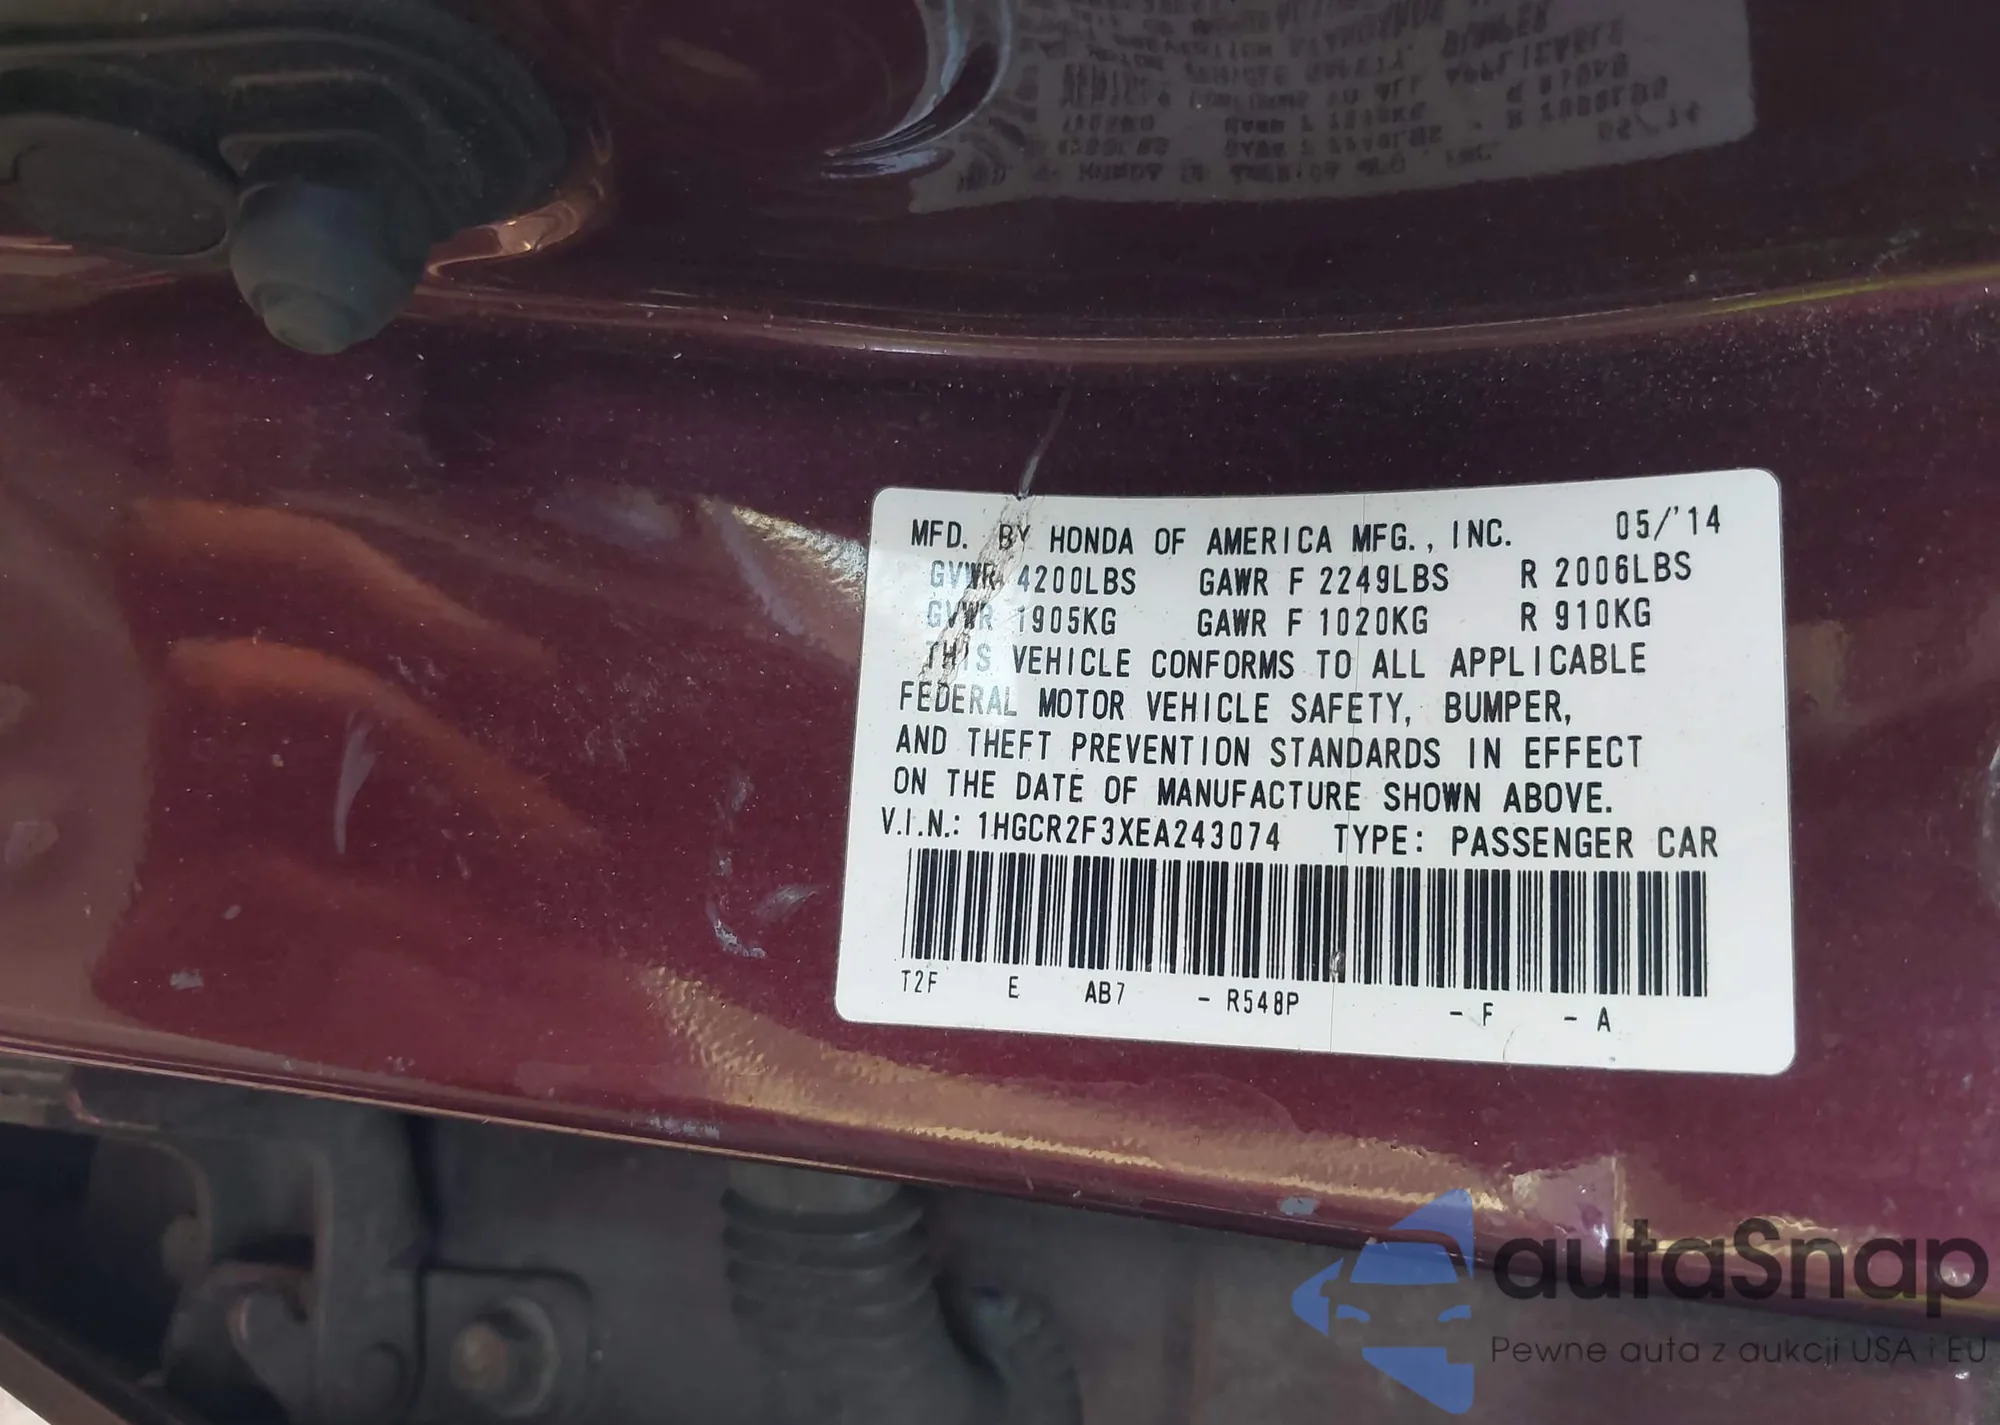 MFD. BY HONDA OF AMERICA MFG., INC. 05/'14
GVWR 4200LBS GAWR F 2249LBS R 2006LBS
GVWR 1905KG GAWR F 1020KG R 910KG
THIS VEHICLE CONFORMS TO ALL APPLICABLE
FEDERAL MOTOR VEHICLE SAFETY, BUMPER,
AND THEFT PREVENTION STANDARDS IN EFFECT
ON THE DATE OF MANUFACTURE SHOWN ABOVE.
V.I.N.: 1HGCR2F3XEA243074 TYPE: PASSENGER CAR
T2F E AB7 - R548P - F - A
autaSnap
Pewne auta z aukcji USA i EU